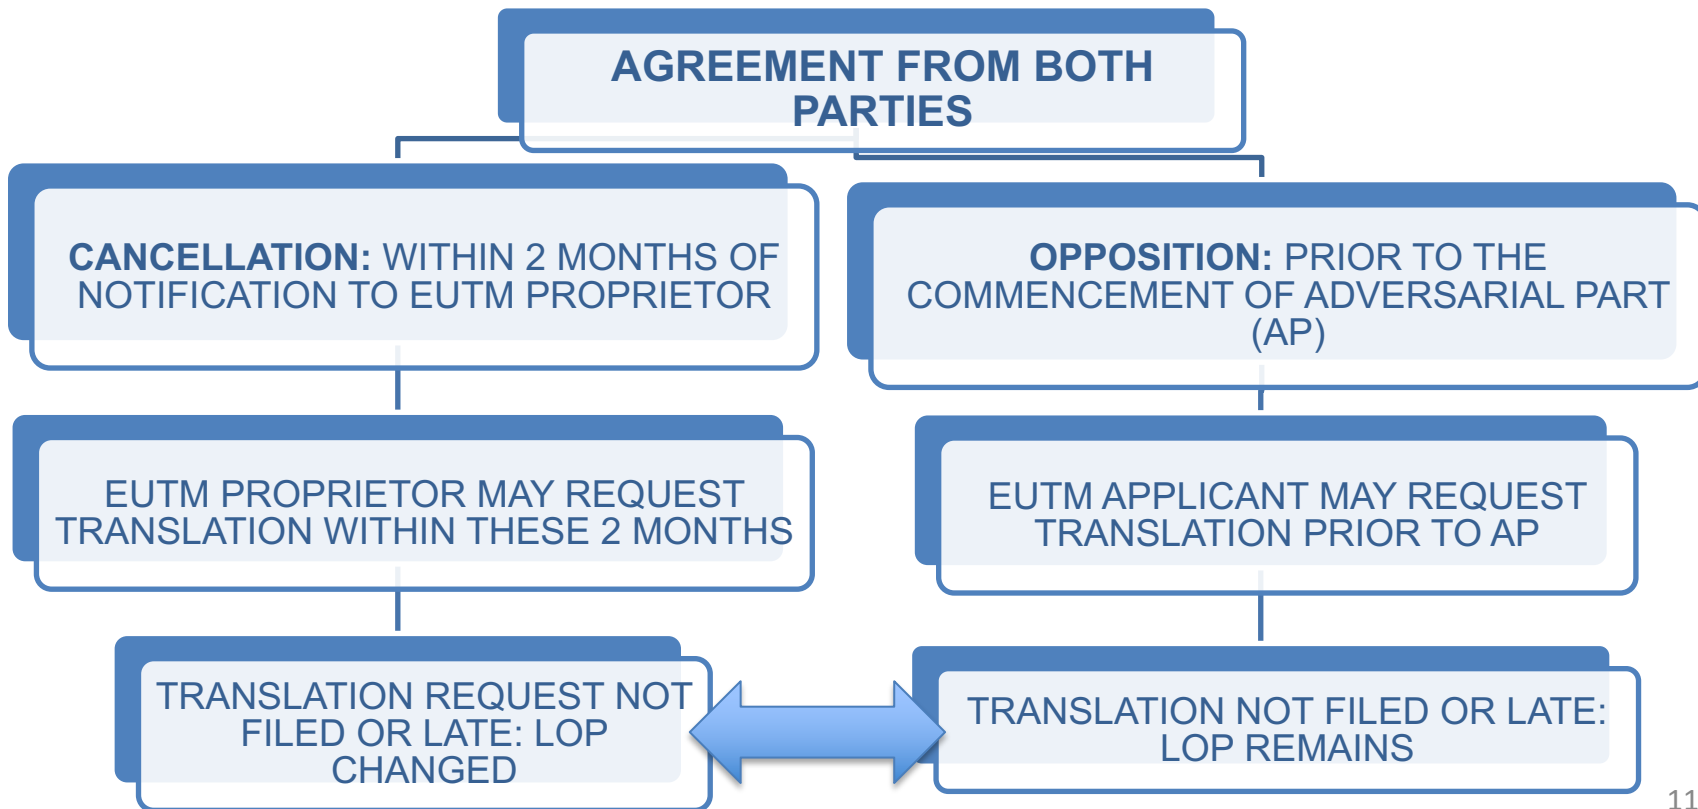 AGREEMENT FROM BOTH
PARTIES
CANCELLATION: WITHIN 2 MONTHS OF
NOTIFICATION TO EUTM PROPRIETOR
OPPOSITION: PRIOR TO THE
COMMENCEMENT OF ADVERSARIAL PART
(AP)
EUTM PROPRIETOR MAY REQUEST
TRANSLATION WITHIN THESE 2 MONTHS
EUTM APPLICANT MAY REQUEST
TRANSLATION PRIOR TO AP
TRANSLATION REQUEST NOT
FILED OR LATE: LOP
CHANGED
TRANSLATION NOT FILED OR LATE:
LOP REMAINS
11